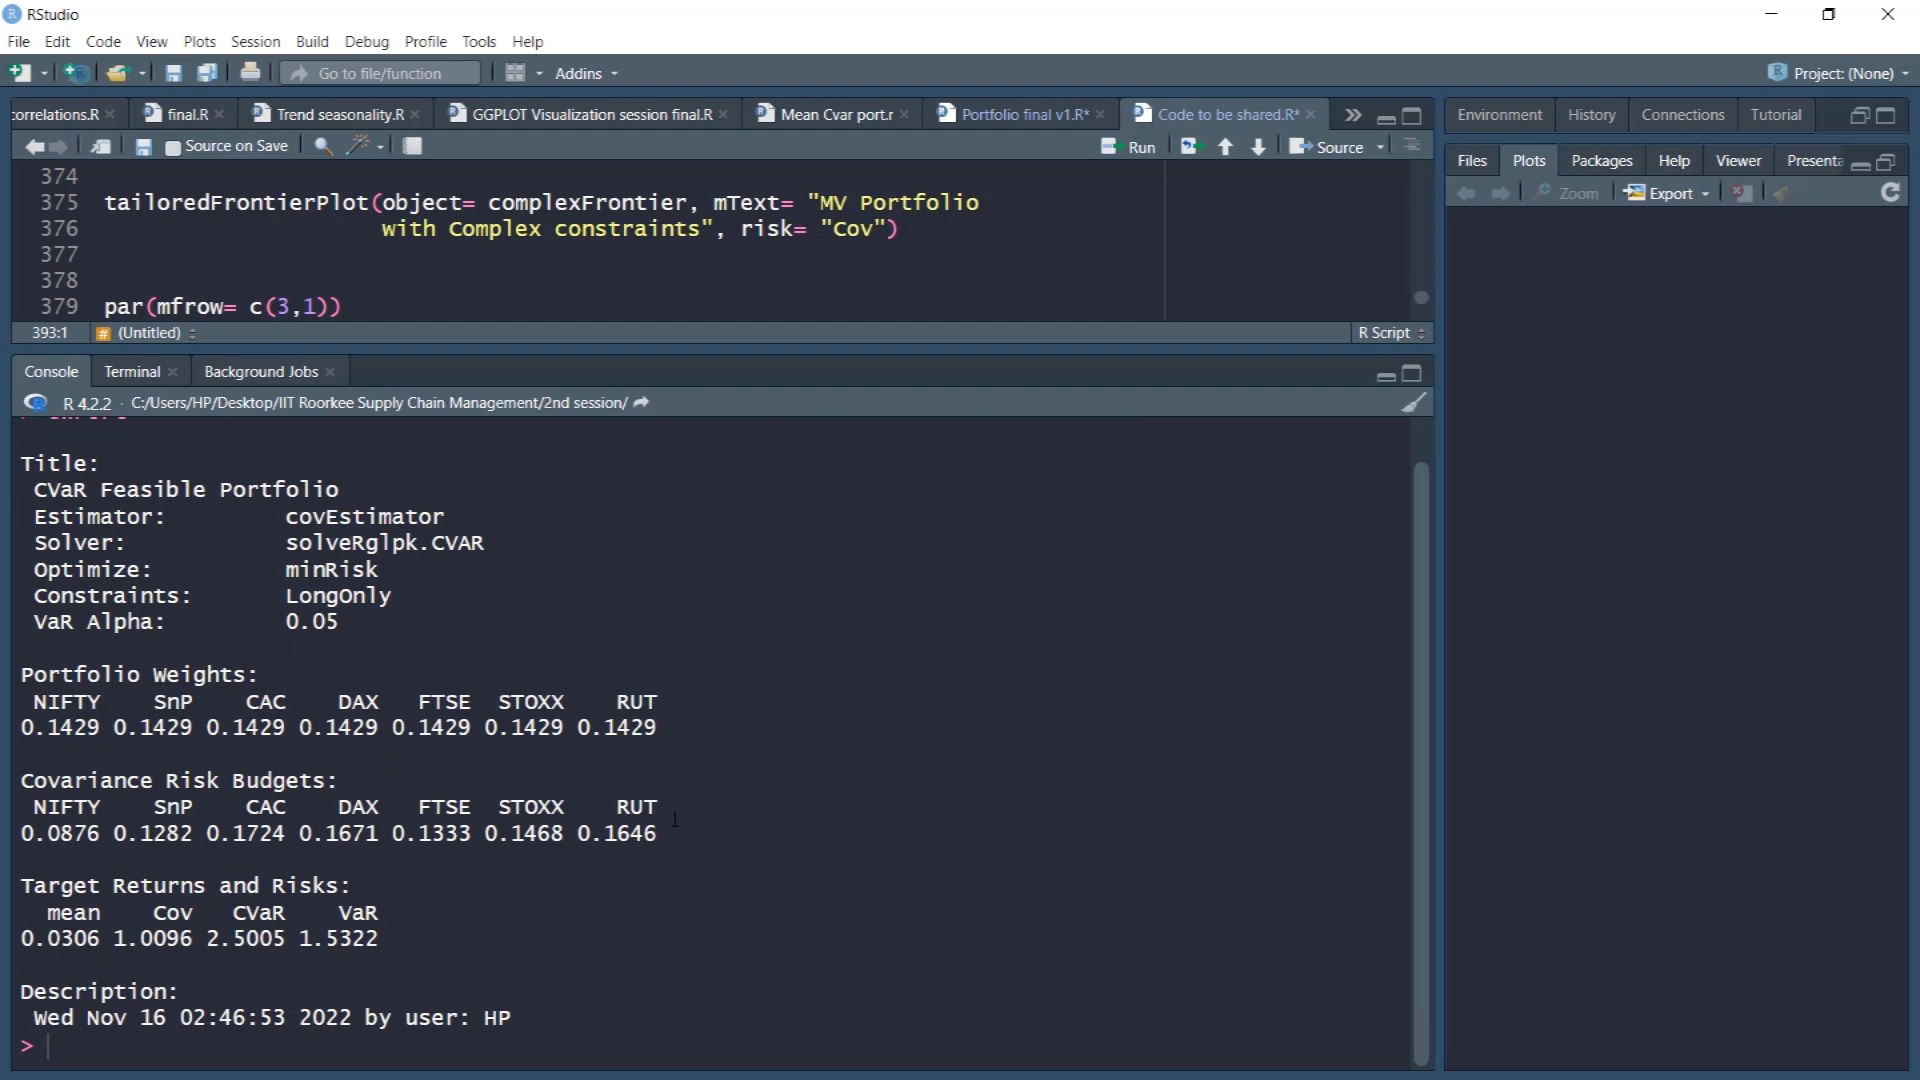 RStudio
File Edit Code View Plots Session Build Debug Profile Tools Help
Go to file/function Addins Project: (None)
correlations.R final.R Trend seasonality.R GGPLOT Visualization session final.R Mean Cvar port.r Portfolio final v1.R* Code to be shared.R*
Source on Save Run Source
374
375 tailoredFrontierPlot(object= complexFrontier, mText= "MV Portfolio
376 with Complex constraints", risk= "Cov")
377
378
379 par(mfrow= c(3,1))
393:1 # (Untitled) R Script
Console Terminal Background Jobs
R 4.2.2 · C:/Users/HP/Desktop/IIT Roorkee Supply Chain Management/2nd session/
Title:
CVaR Feasible Portfolio
Estimator: covEstimator
Solver: solveRglpk.CVAR
Optimize: minRisk
Constraints: LongOnly
VaR Alpha: 0.05
Portfolio Weights:
NIFTY SnP CAC DAX FTSE STOXX RUT
0.1429 0.1429 0.1429 0.1429 0.1429 0.1429 0.1429
Covariance Risk Budgets:
NIFTY SnP CAC DAX FTSE STOXX RUT
0.0876 0.1282 0.1724 0.1671 0.1333 0.1468 0.1646
Target Returns and Risks:
mean Cov CVaR VaR
0.0306 1.0096 2.5005 1.5322
Description:
Wed Nov 16 02:46:53 2022 by user: HP
>
Environment History Connections Tutorial
Files Plots Packages Help Viewer Presenta
Zoom Export